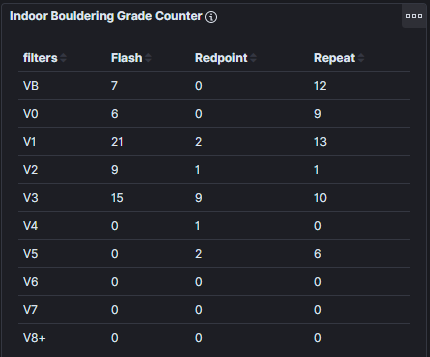 Indoor Bouldering Grade Counter
filters Flash Redpoint Repeat
VB 7 0 12
V0 6 0 9
V1 21 2 13
V2 9 1 1
V3 15 9 10
V4 0 1 0
V5 0 2 6
V6 0 0 0
V7 0 0 0
V8+ 0 0 0